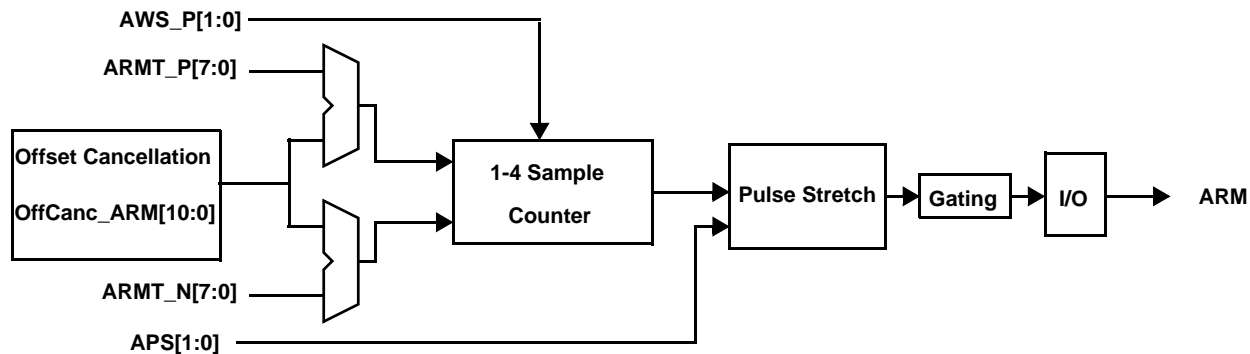 AWS_P[1:0]
ARMT_P[7:0]
Offset Cancellation
OffCanc_ARM[10:0]
1-4 Sample
Counter
Pulse Stretch
Gating
I/O
ARM
ARMT_N[7:0]
APS[1:0]